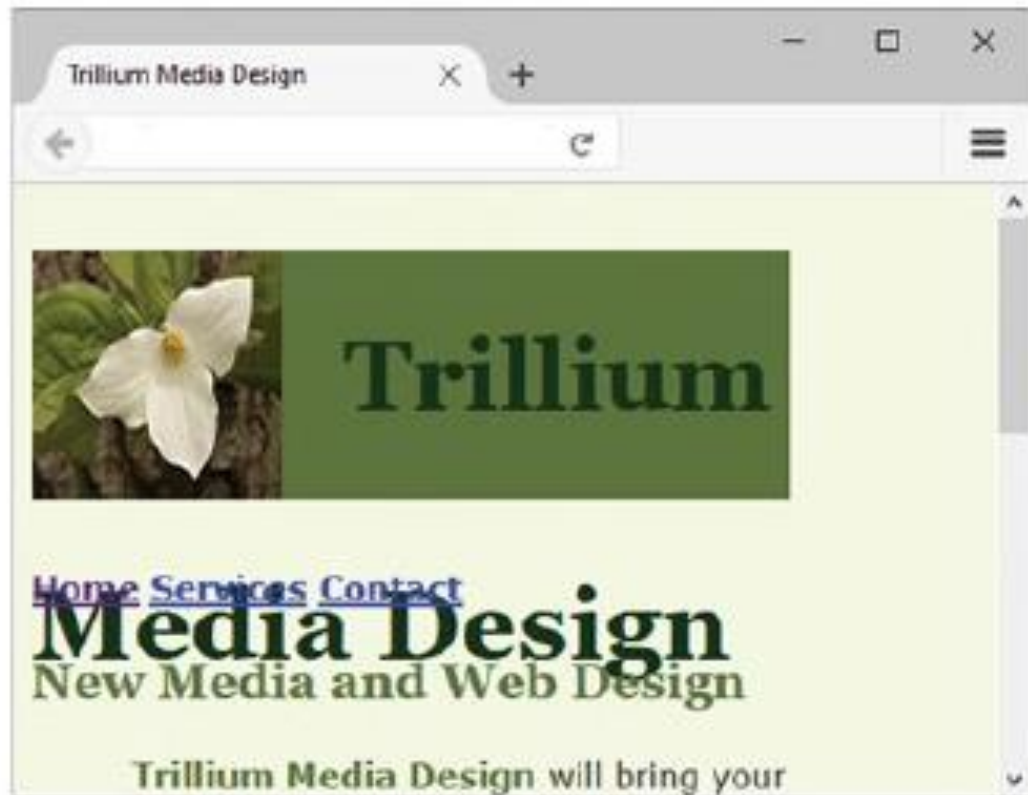 Trillium Media Design
Trillium
Home Services Contact
Media Design
New Media and Web Design
Trillium Media Design will bring your